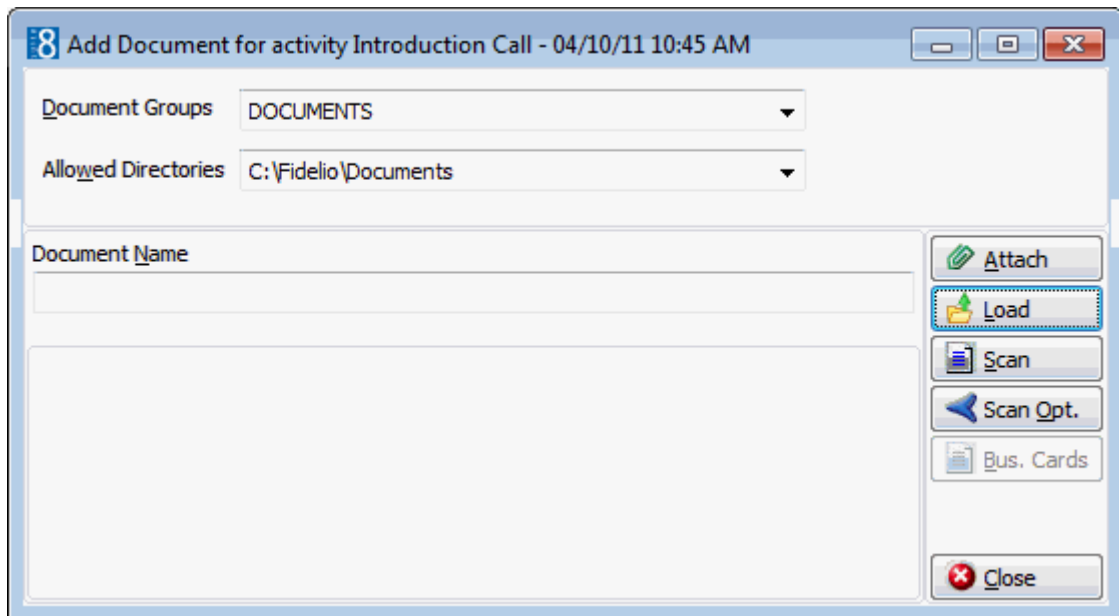 8 Add Document for activity Introduction Call - 04/10/11 10:45 AM
Document Groups DOCUMENTS
Allowed Directories C:\Fidelio\Documents
Document Name
Attach
Load
Scan
Scan Opt.
Bus. Cards
Close